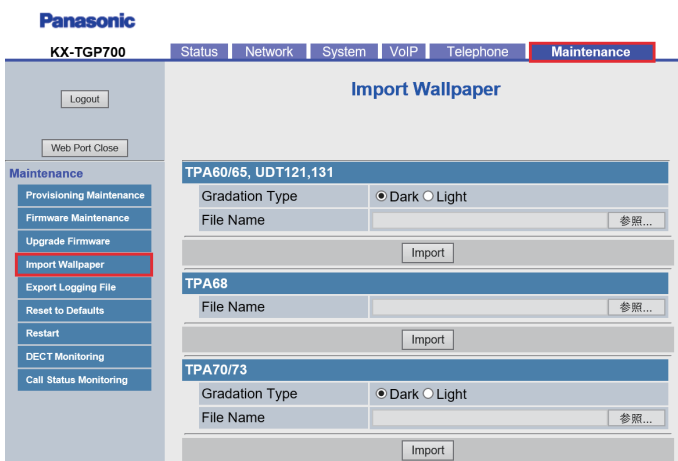 Panasonic
KX-TGP700
Status Network System VoIP Telephone Maintenance
Logout
Web Port Close
Maintenance
Provisioning Maintenance
Firmware Maintenance
Upgrade Firmware
Import Wallpaper
Export Logging File
Reset to Defaults
Restart
DECT Monitoring
Call Status Monitoring
Import Wallpaper
TPA60/65, UDT121,131
Gradation Type Dark Light
File Name 参照...
Import
TPA68
File Name 参照...
Import
TPA70/73
Gradation Type Dark Light
File Name 参照...
Import